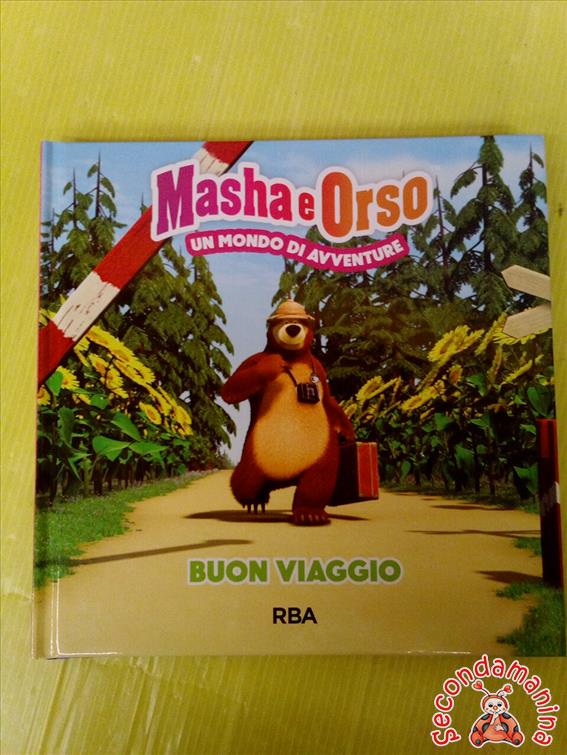 Masha e Orso
UN MONDO DI AVVENTURE
BUON VIAGGIO
RBA
Secondamanina